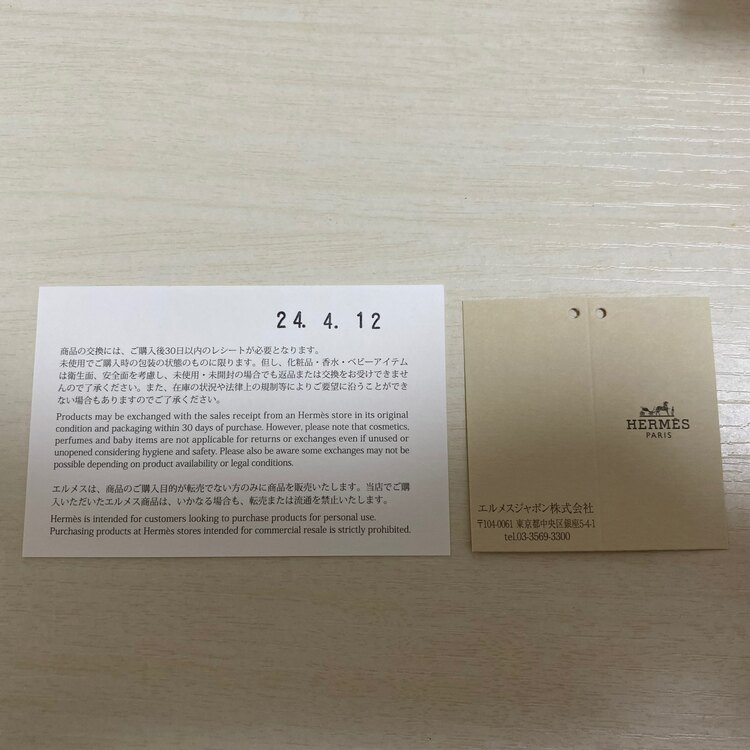 24. 4. 12
商品の交換には、ご購入後30日以内のレシートが必要となります。
未使用でご購入時の包装の状態のものに限ります。但し、化粧品・香水・ベビーアイテム
は衛生面、安全面を考慮し、未使用・未開封の場合でも返品または交換をお受けできませ
んのでご了承ください。また、在庫の状況や法律上の規制等によりご要望に沿うことができ
ない場合もありますのでご了承ください。
Products may be exchanged with the sales receipt from an Hermès store in its original
condition and packaging within 30 days of purchase. However, please note that cosmetics,
perfumes and baby items are not applicable for returns or exchanges even if unused or
unopened considering hygiene and safety. Please also be aware some exchanges may not be
possible depending on product availability or legal conditions.
エルメスは、商品のご購入目的が転売でない方のみに商品を販売いたします。当店でご購
入いただいたエルメス商品は、いかなる場合も、転売または流通を禁止いたします。
Hermès is intended for customers looking to purchase products for personal use.
Purchasing products at Hermès stores intended for commercial resale is strictly prohibited.
HERMÈS
PARIS
エルメスジャポン株式会社
〒104-0061 東京都中央区銀座5-4-1
tel.03-3569-3300